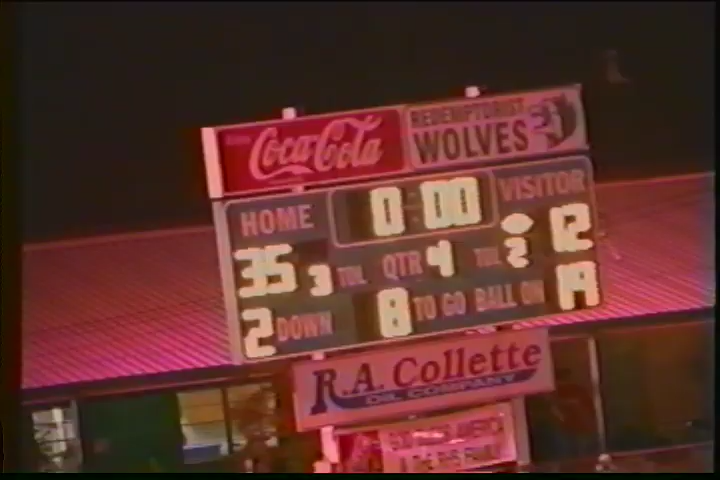 Coca-Cola
REDEMPTORIST
WOLVES
HOME
0:00
VISITOR
35
3 TOL
QTR 4
TOL 2
12
2 DOWN
8 TO GO
BALL ON 19
R.A. Collette
OIL COMPANY
AMERICA